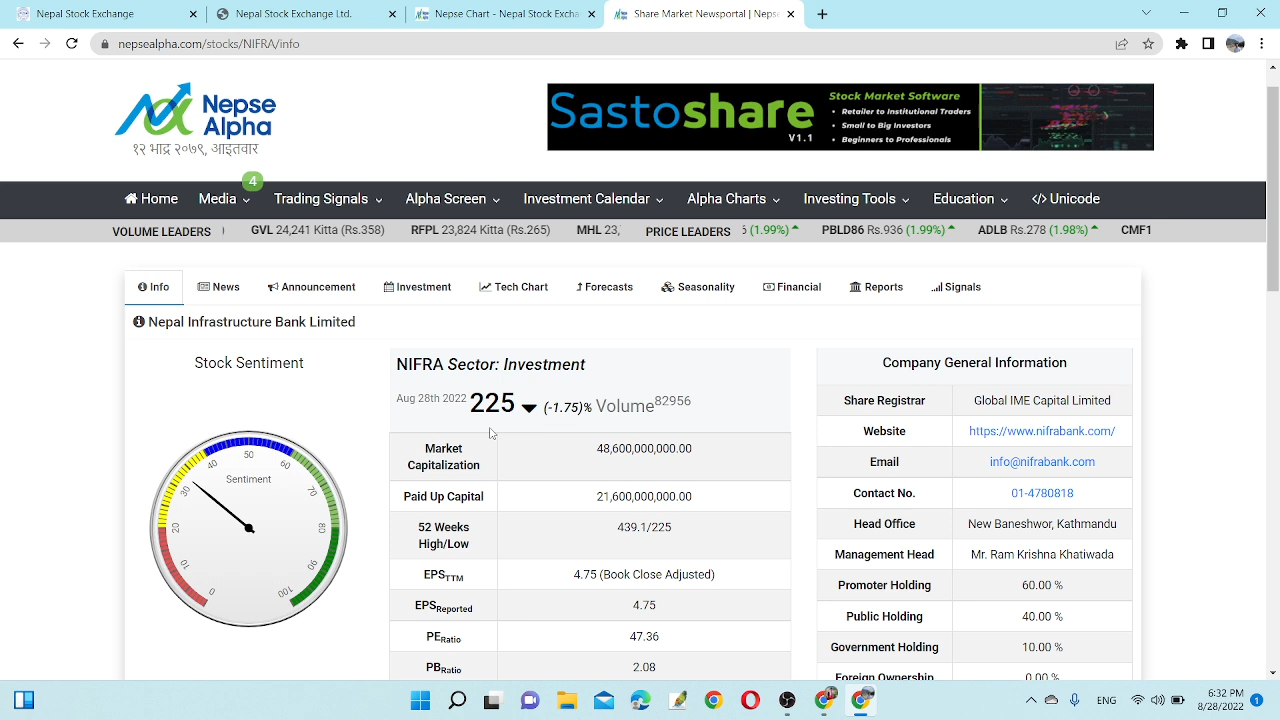 Nepal Stock Exchange
Nepal Stock Exchange Ltd.
Nepse Chart - Nepse Stock Excha
Share Market Newsportal | Nepse
nepsealpha.com/stocks/NIFRA/info
Nepse
Alpha
१२ भाद्र २०७९, आइतवार
Sastoshare
V1.1
Stock Market Software
Retailer to Institutional Traders
Small to Big Investors
Beginners to Professionals
4
Home Media Trading Signals Alpha Screen Investment Calendar Alpha Charts Investing Tools Education </> Unicode
VOLUME LEADERS ) GVL 24,241 Kitta (Rs.358) RFPL 23,824 Kitta (Rs.265) MHL 23, PRICE LEADERS (1.99%) PBLD86 Rs.936 (1.99%) ADLB Rs.278 (1.98%) CMF1
Info News Announcement Investment Tech Chart Forecasts Seasonality Financial Reports Signals
Nepal Infrastructure Bank Limited
Stock Sentiment
Sentiment
0
10
20
30
40
50
60
70
80
100
NIFRA Sector: Investment
Aug 28th 2022 225 (-1.75)% Volume 82956
Market Capitalization 48,600,000,000.00
Paid Up Capital 21,600,000,000.00
52 Weeks High/Low 439.1/225
EPSTTM 4.75 (Book Close Adjusted)
EPSReported 4.75
PERatio 47.36
PBRatio 2.08
Company General Information
Share Registrar Global IME Capital Limited
Website https://www.nifrabank.com/
Email info@nifrabank.com
Contact No. 01-4780818
Head Office New Baneshwor, Kathmandu
Management Head Mr. Ram Krishna Khatiwada
Promoter Holding 60.00 %
Public Holding 40.00 %
Government Holding 10.00 %
Foreign Ownership 0.00 %
ENG
6:32 PM
8/28/2022
1